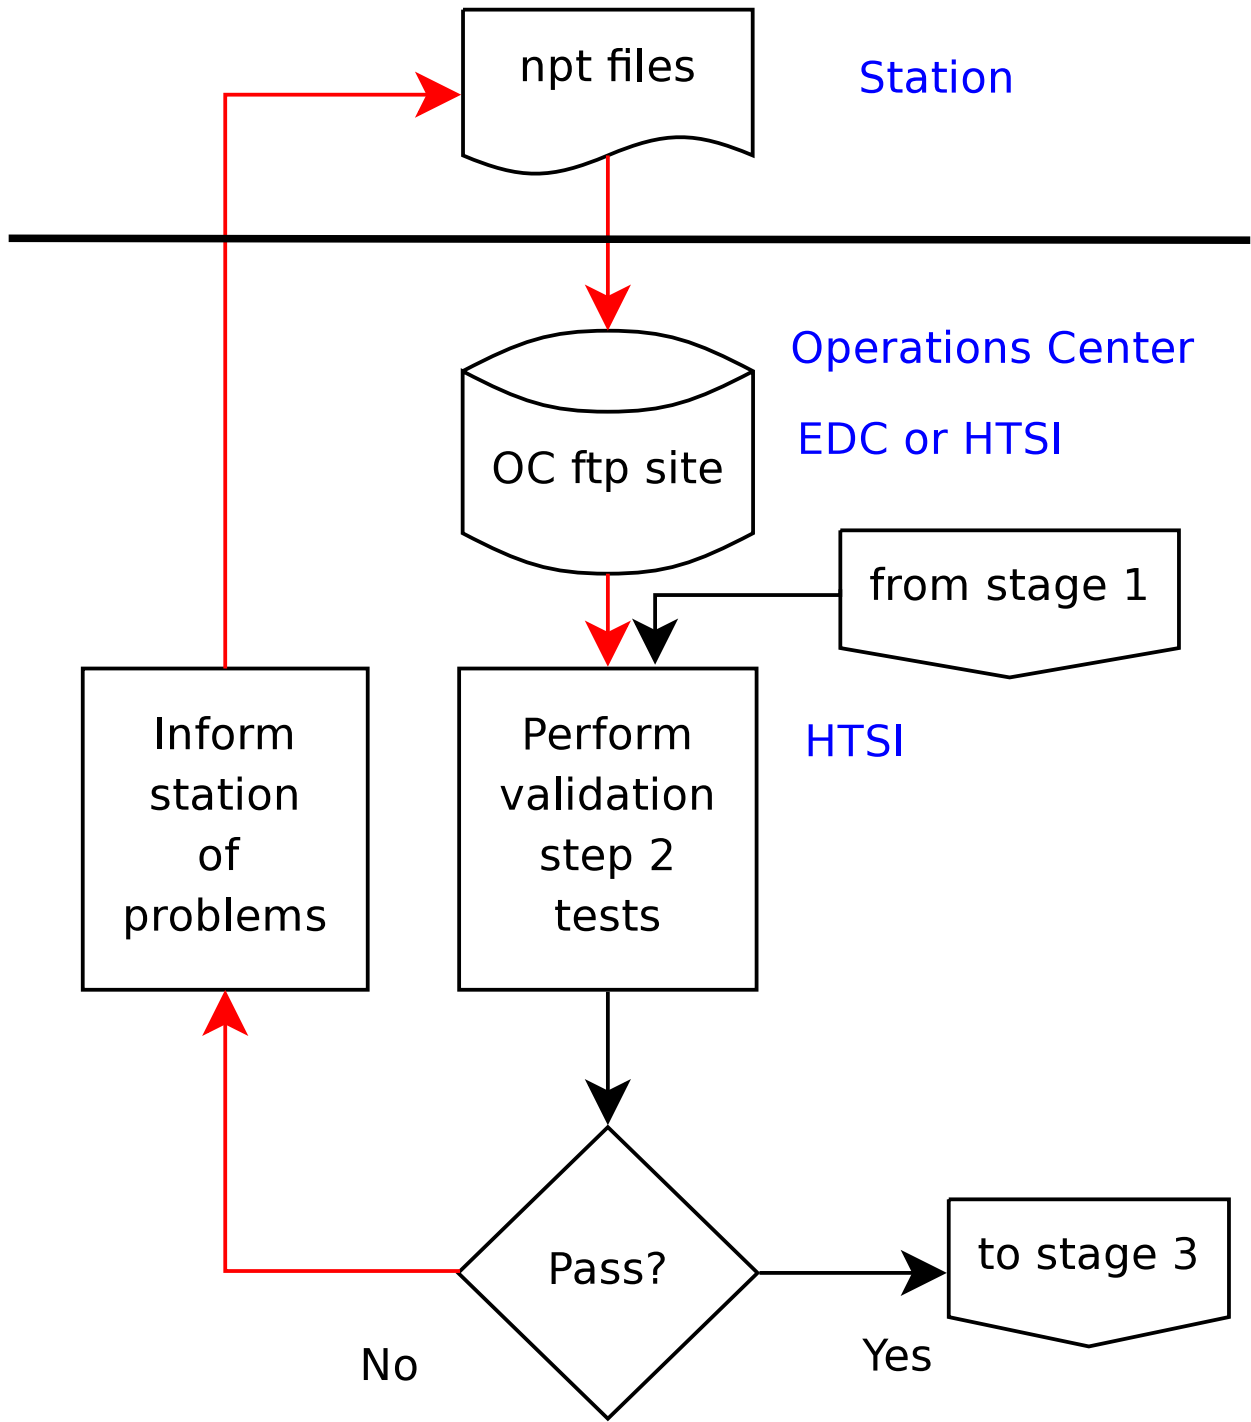 npt files
Station
Operations Center
EDC or HTSI
OC ftp site
from stage 1
Inform
station
of
problems
Perform
validation
step 2
tests
HTSI
Pass?
to stage 3
No
Yes